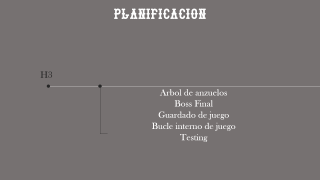 PLANIFICACION
H3
Arbol de anzuelos
Boss Final
Guardado de juego
Bucle interno de juego
Testing